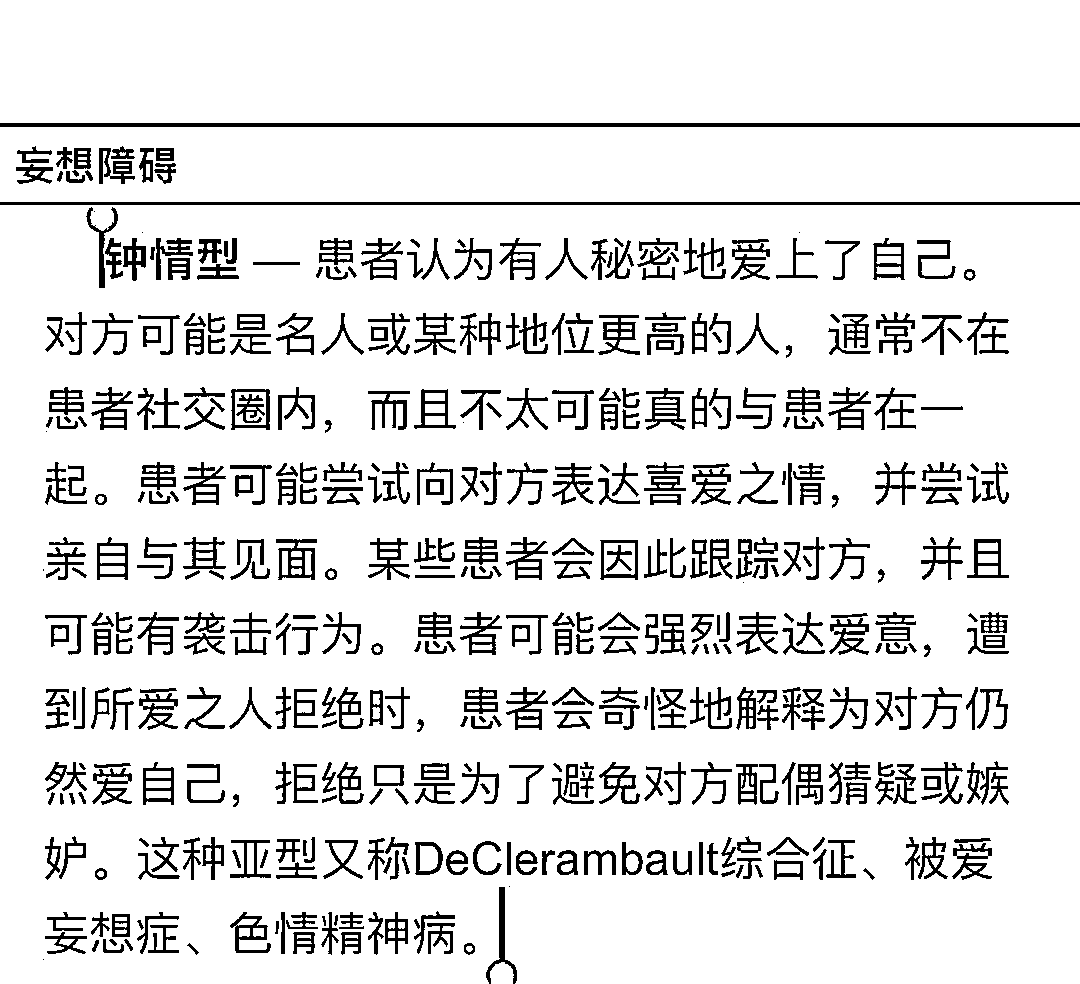 妄想障碍
钟情型 — 患者认为有人秘密地爱上了自己。
对方可能是名人或某种地位更高的人，通常不在
患者社交圈内，而且不太可能真的与患者在一
起。患者可能尝试向对方表达喜爱之情，并尝试
亲自与其见面。某些患者会因此跟踪对方，并且
可能有袭击行为。患者可能会强烈表达爱意，遭
到所爱之人拒绝时，患者会奇怪地解释为对方仍
然爱自己，拒绝只是为了避免对方配偶猜疑或嫉
妒。这种亚型又称DeClerambault综合征、被爱
妄想症、色情精神病。